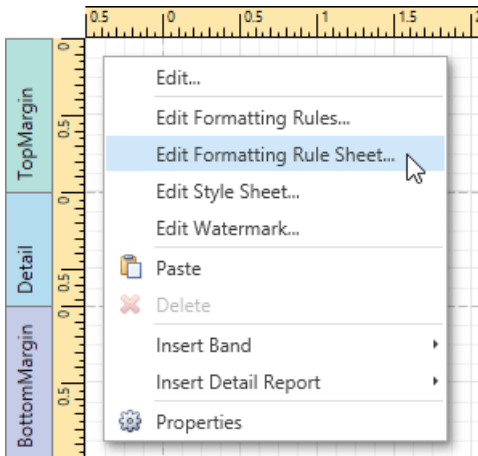 0.5 0 0.5 1 1.5 2
TopMargin
0
0.5
Detail
0
0.5
BottomMargin
0
0.5
Edit...
Edit Formatting Rules...
Edit Formatting Rule Sheet...
Edit Style Sheet...
Edit Watermark...
Paste
Delete
Insert Band
Insert Detail Report
Properties